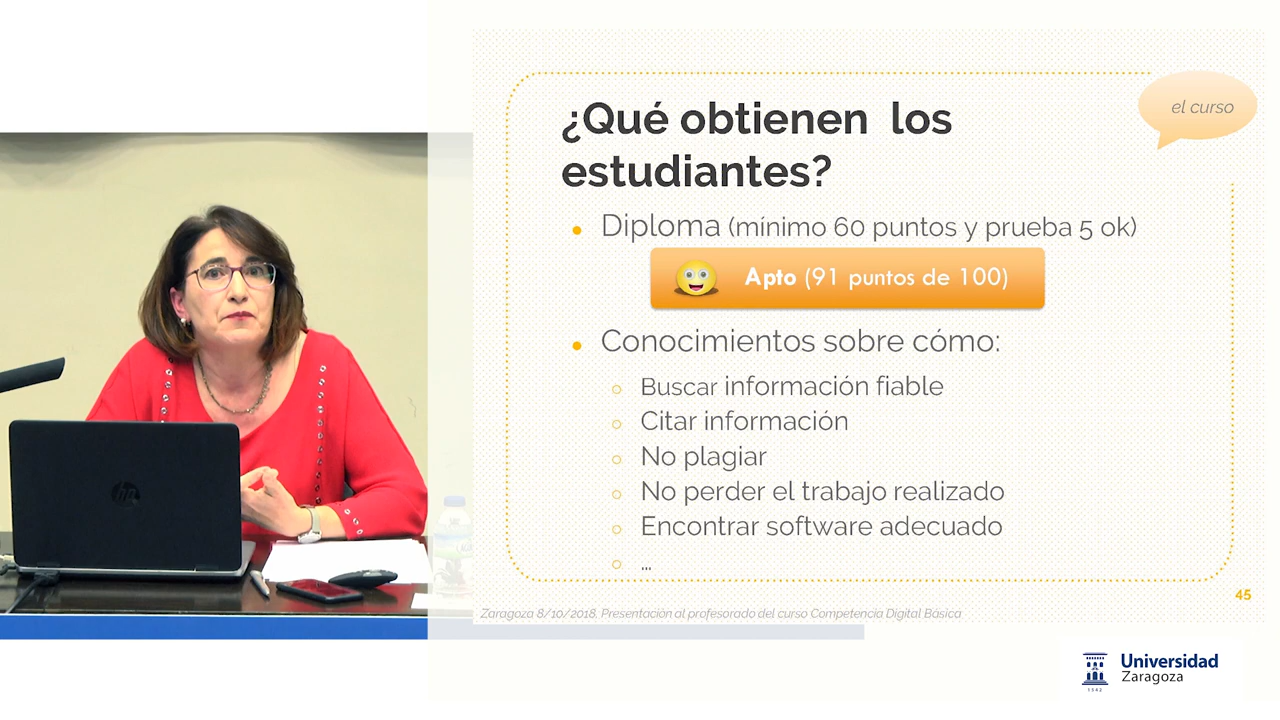 el curso
¿Qué obtienen los
estudiantes?
• Diploma (mínimo 60 puntos y prueba 5 ok)
Apto (91 puntos de 100)
• Conocimientos sobre cómo:
○ Buscar información fiable
○ Citar información
○ No plagiar
○ No perder el trabajo realizado
○ Encontrar software adecuado
○ ...
45
Zaragoza 8/10/2018. Presentación al profesorado del curso Competencia Digital Básica
hp
1542
Universidad
Zaragoza